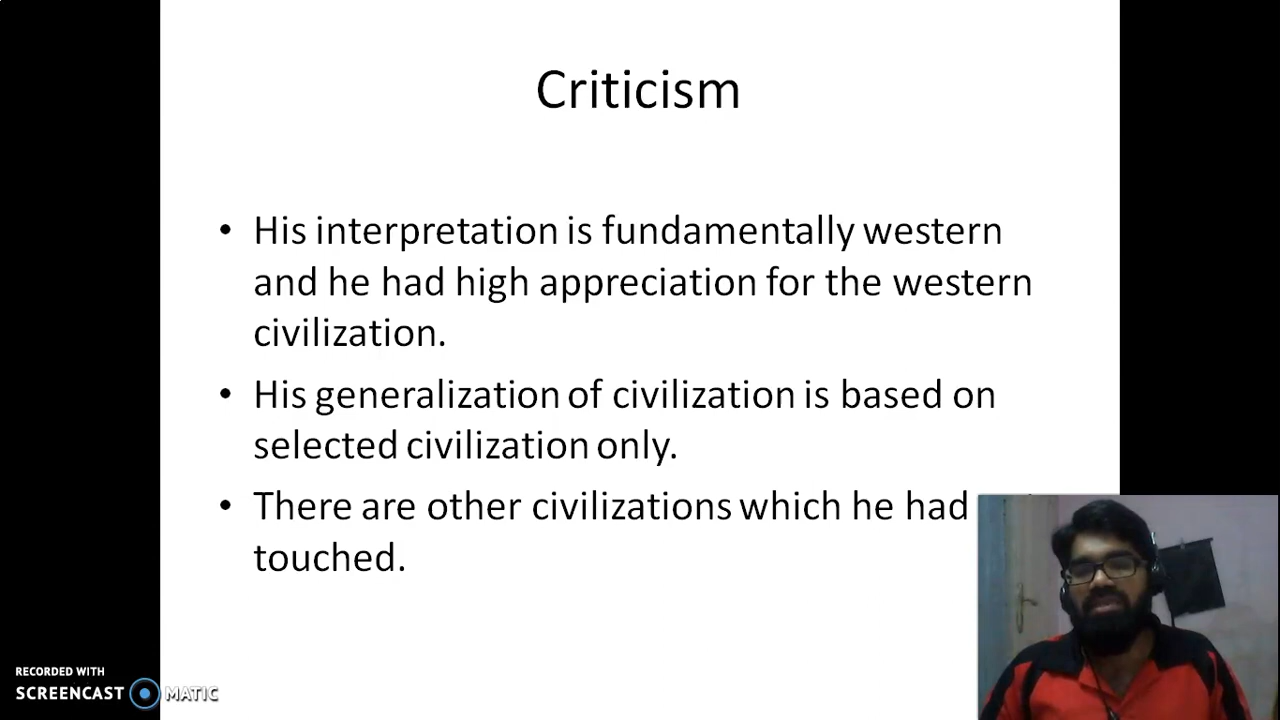 Criticism
• His interpretation is fundamentally western
and he had high appreciation for the western
civilization.
• His generalization of civilization is based on
selected civilization only.
• There are other civilizations which he had
touched.
RECORDED WITH
SCREENCAST MATIC